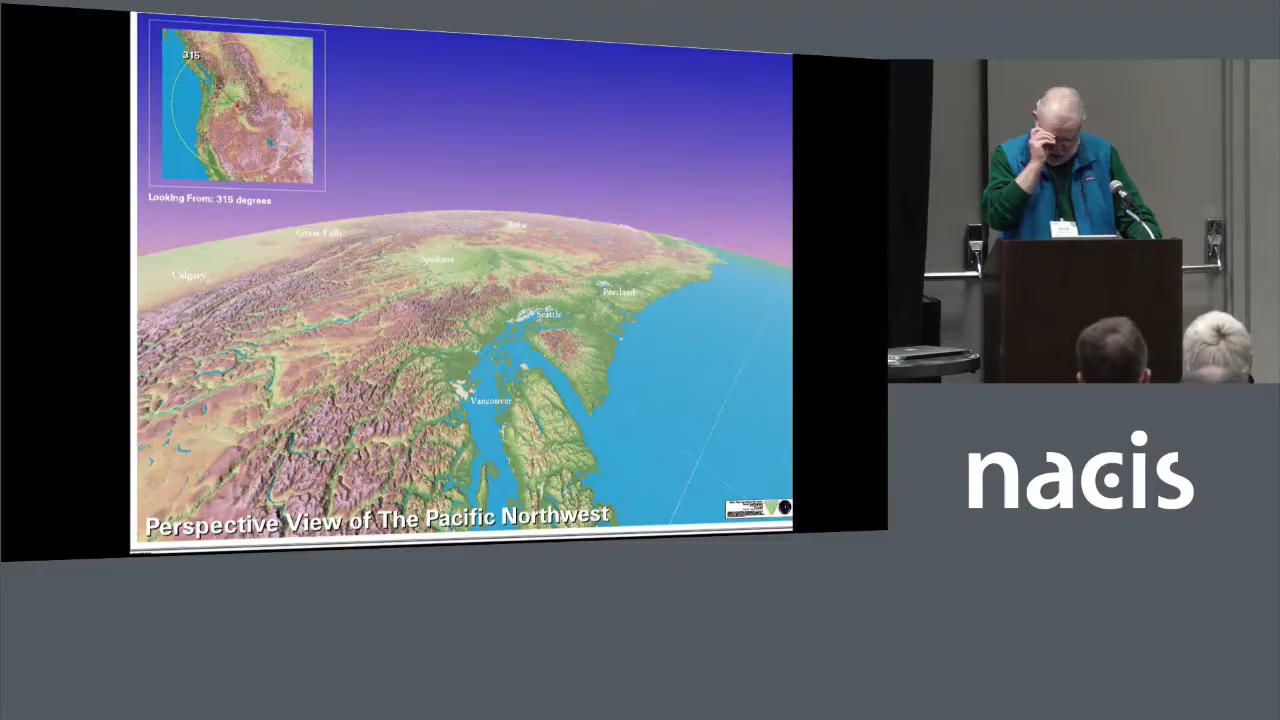 315
Looking From: 315 degrees
Great Falls
Boise
Spokane
Calgary
Portland
Seattle
Vancouver
Perspective View of The Pacific Northwest
nacis